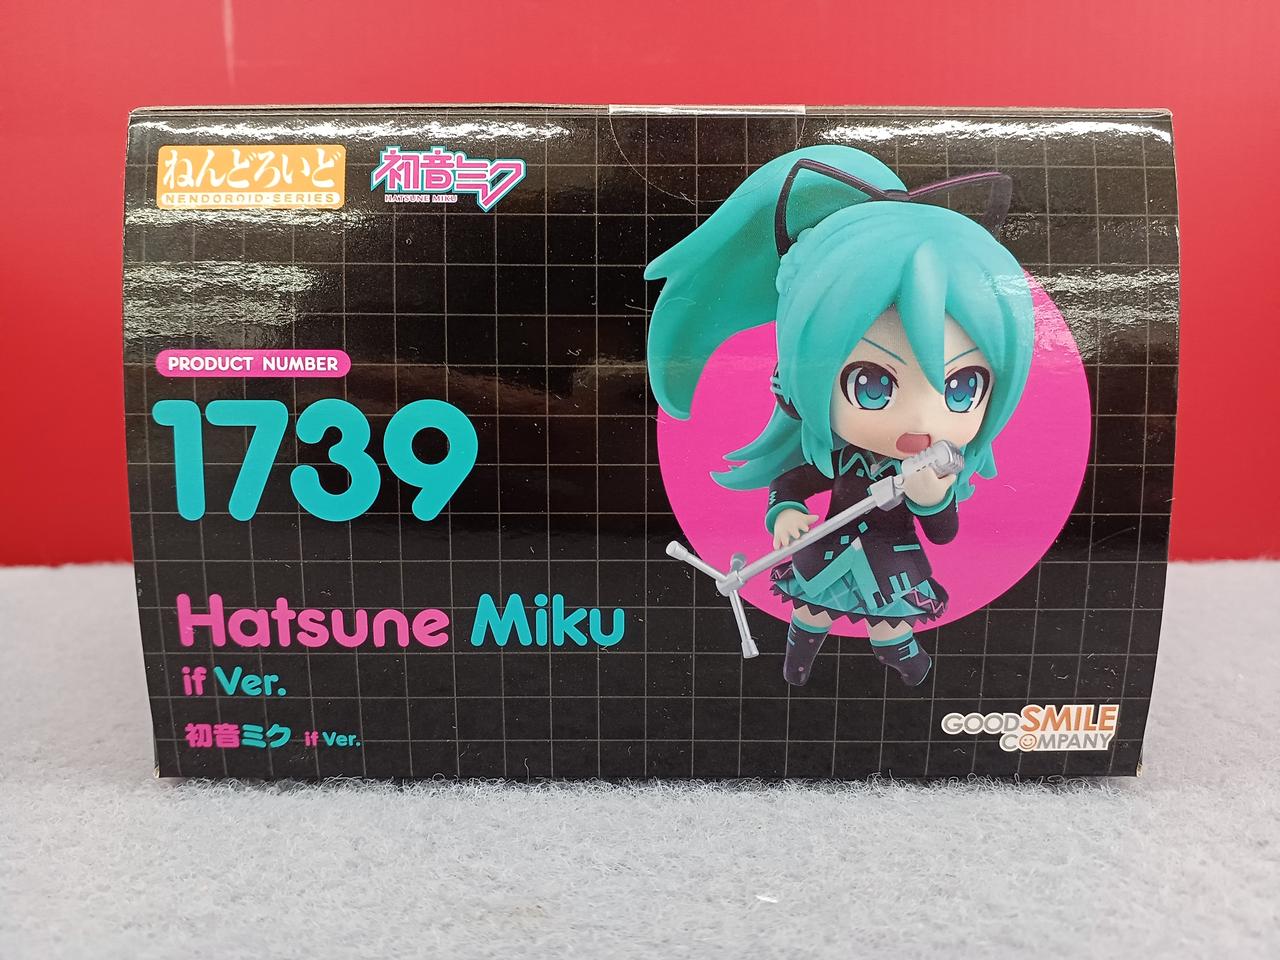 ねんどろいど
NENDOROID·SERIES
初音ミク
HATSUNE MIKU
PRODUCT NUMBER
1739
Hatsune Miku
if Ver.
初音ミク if Ver.
GOOD SMILE
COMPANY